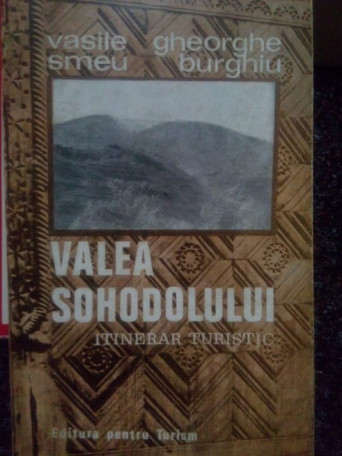 vasile gheorghe
smeu burghiu
VALEA
SOHODOLULUI
ITINERAR TURISTIC
Editura pentru Turism